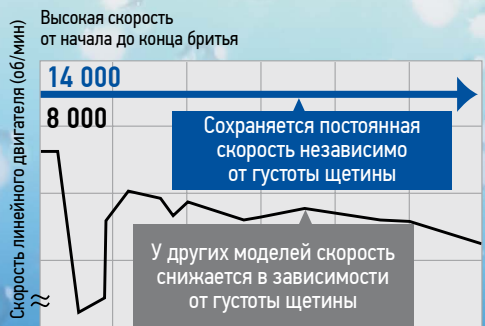 Высокая скорость
от начала до конца бритья
Скорость линейного двигателя (об/мин)
14 000
8 000
Сохраняется постоянная
скорость независимо
от густоты щетины
У других моделей скорость
снижается в зависимости
от густоты щетины